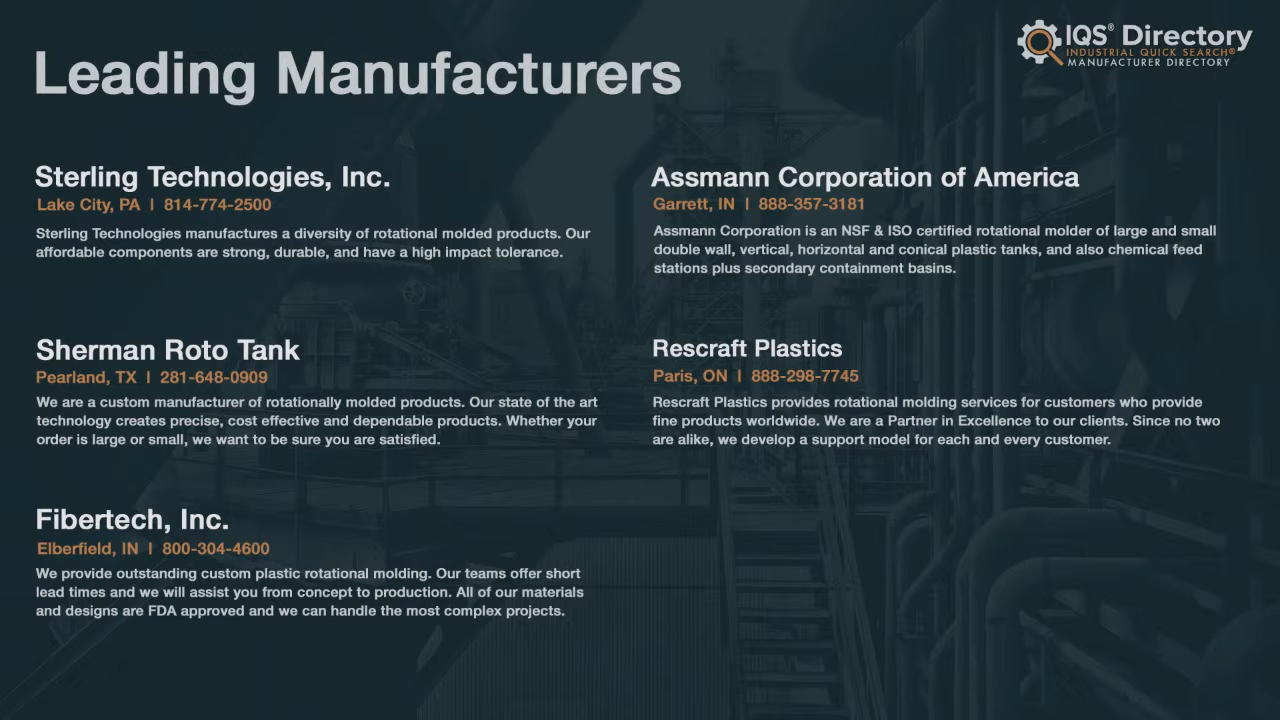 IQS® Directory
INDUSTRIAL QUICK SEARCH®
MANUFACTURER DIRECTORY
Leading Manufacturers
Sterling Technologies, Inc.
Lake City, PA | 814-774-2500
Sterling Technologies manufactures a diversity of rotational molded products. Our
affordable components are strong, durable, and have a high impact tolerance.
Assmann Corporation of America
Garrett, IN | 888-357-3181
Assmann Corporation is an NSF & ISO certified rotational molder of large and small
double wall, vertical, horizontal and conical plastic tanks, and also chemical feed
stations plus secondary containment basins.
Sherman Roto Tank
Pearland, TX | 281-648-0909
We are a custom manufacturer of rotationally molded products. Our state of the art
technology creates precise, cost effective and dependable products. Whether your
order is large or small, we want to be sure you are satisfied.
Rescraft Plastics
Paris, ON | 888-298-7745
Rescraft Plastics provides rotational molding services for customers who provide
fine products worldwide. We are a Partner in Excellence to our clients. Since no two
are alike, we develop a support model for each and every customer.
Fibertech, Inc.
Elberfield, IN | 800-304-4600
We provide outstanding custom plastic rotational molding. Our teams offer short
lead times and we will assist you from concept to production. All of our materials
and designs are FDA approved and we can handle the most complex projects.